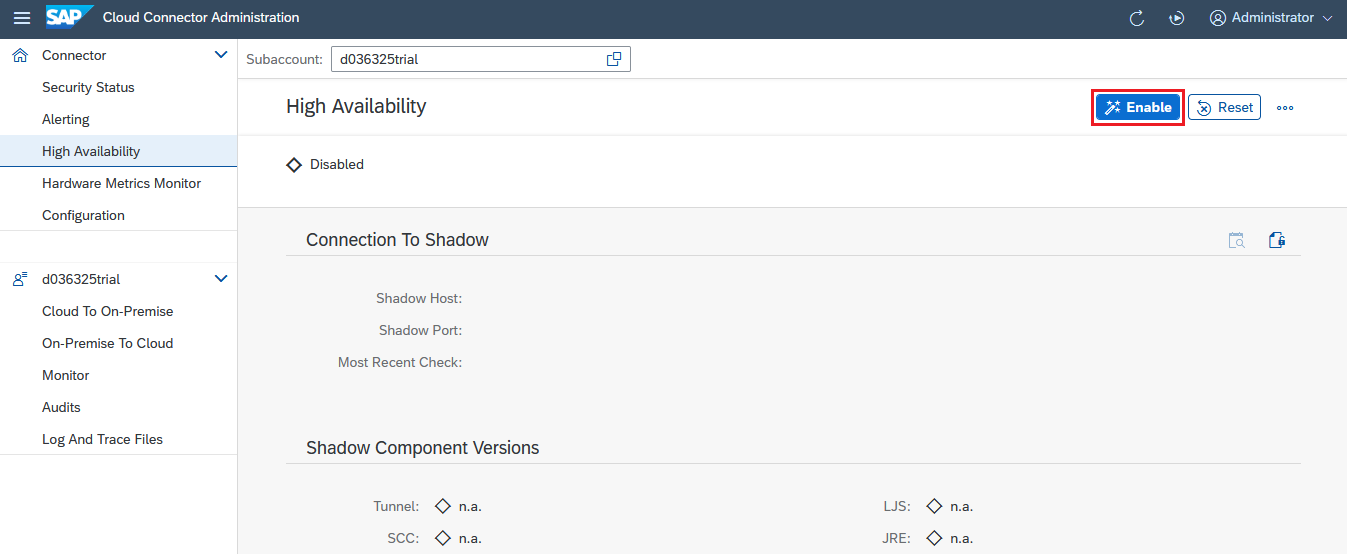 SAP Cloud Connector Administration Administrator
Connector
Security Status
Alerting
High Availability
Hardware Metrics Monitor
Configuration
d036325trial
Cloud To On-Premise
On-Premise To Cloud
Monitor
Audits
Log And Trace Files
Subaccount: d036325trial
High Availability Enable Reset
Disabled
Connection To Shadow
Shadow Host:
Shadow Port:
Most Recent Check:
Shadow Component Versions
Tunnel: n.a. LJS: n.a.
SCC: n.a. JRE: n.a.